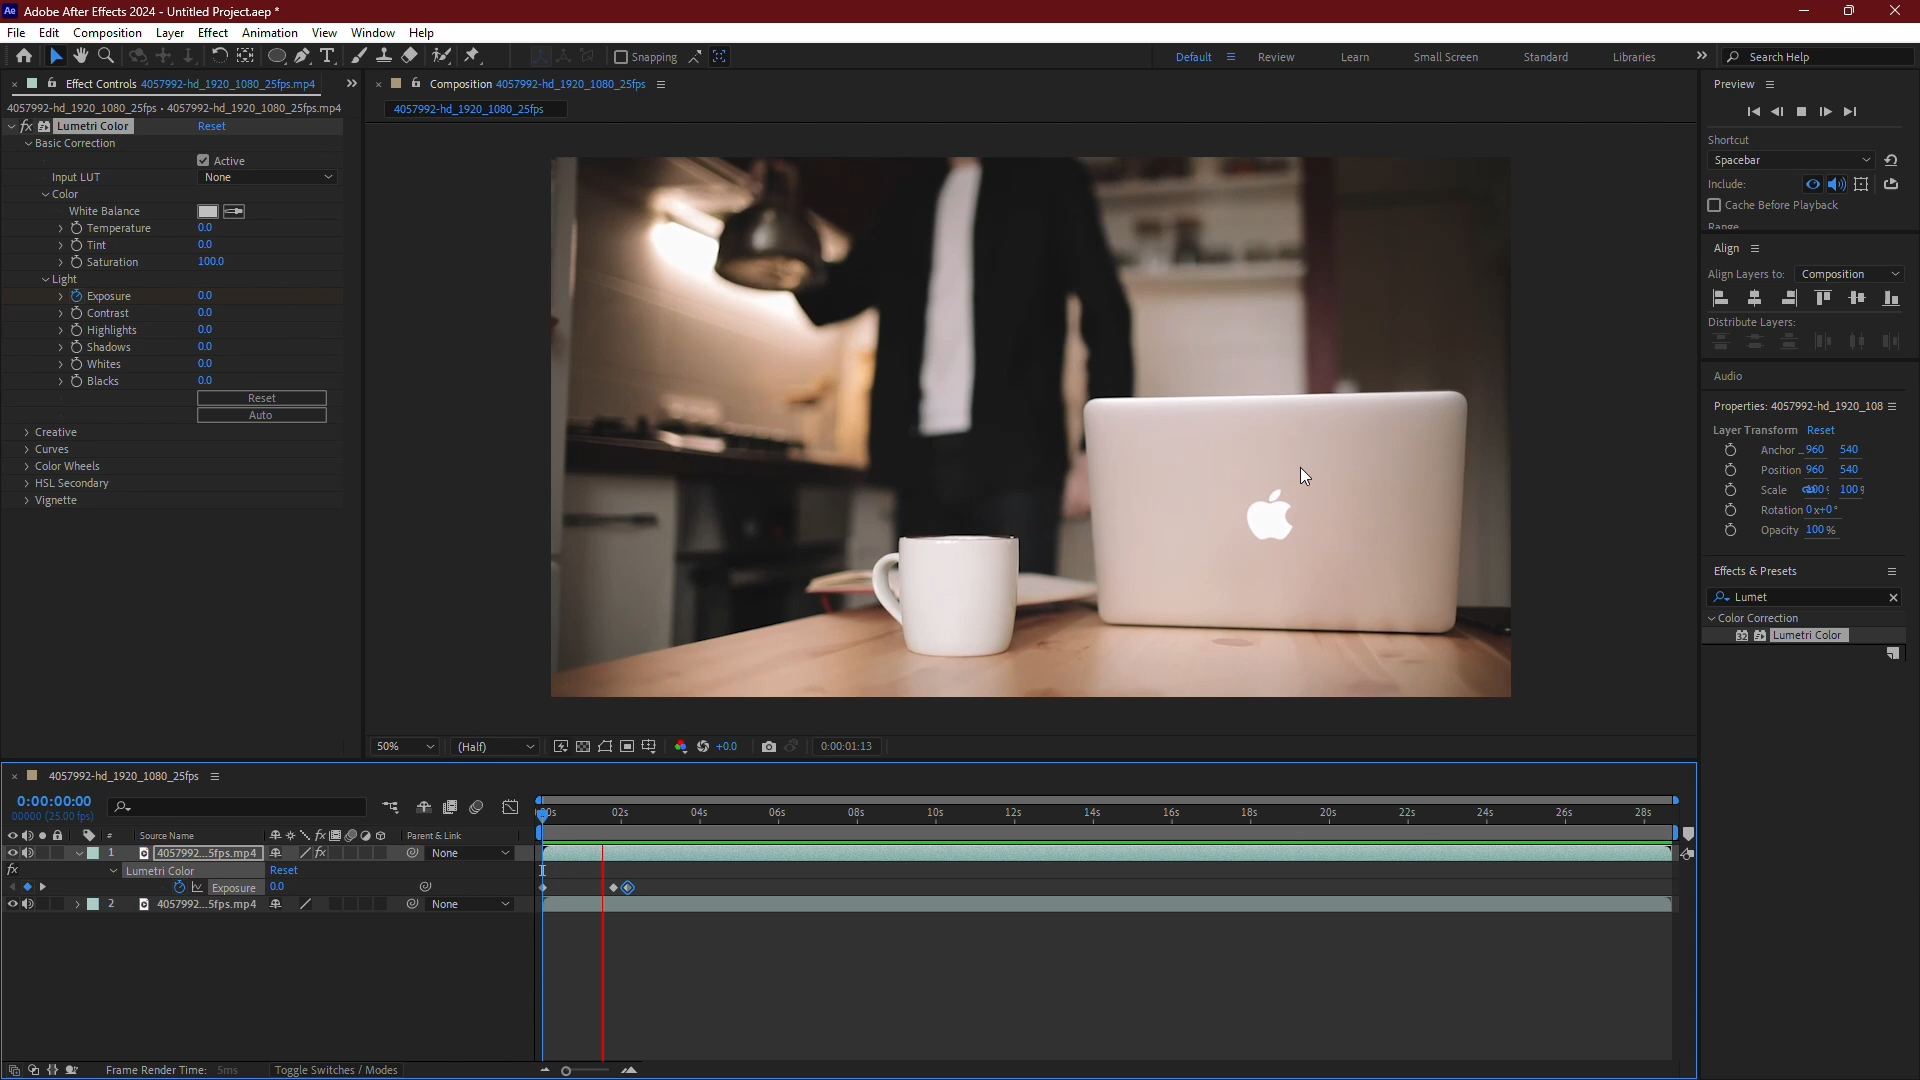 Ae Adobe After Effects 2024 - Untitled Project.aep *
File Edit Composition Layer Effect Animation View Window Help
Snapping Default Review Learn Small Screen Standard Libraries Search Help
Effect Controls 4057992-hd_1920_1080_25fps.mp4
4057992-hd_1920_1080_25fps • 4057992-hd_1920_1080_25fps.mp4
fx Lumetri Color Reset
Basic Correction
Active
Input LUT None
Color
White Balance
Temperature 0.0
Tint 0.0
Saturation 100.0
Light
Exposure 0.0
Contrast 0.0
Highlights 0.0
Shadows 0.0
Whites 0.0
Blacks 0.0
Reset
Auto
Creative
Curves
Color Wheels
HSL Secondary
Vignette
Composition 4057992-hd_1920_1080_25fps
4057992-hd_1920_1080_25fps
50% (Half) +0.0 0:00:01:13
Preview
Shortcut
Spacebar
Include:
Cache Before Playback
Range
Align
Align Layers to: Composition
Distribute Layers:
Audio
Properties: 4057992-hd_1920_108
Layer Transform Reset
Anchor .. 960 540
Position 960 540
Scale 100 100
Rotation 0x+0°
Opacity 100 %
Effects & Presets
Lumet
Color Correction
32 Lumetri Color
4057992-hd_1920_1080_25fps
0:00:00:00
00000 (25.00 fps)
:00s 02s 04s 06s 08s 10s 12s 14s 16s 18s 20s 22s 24s 26s 28s
# Source Name fx Parent & Link
1 4057992...5fps.mp4 fx None
fx Lumetri Color Reset
Exposure 0.0
2 4057992...5fps.mp4 None
Frame Render Time: 5ms Toggle Switches / Modes